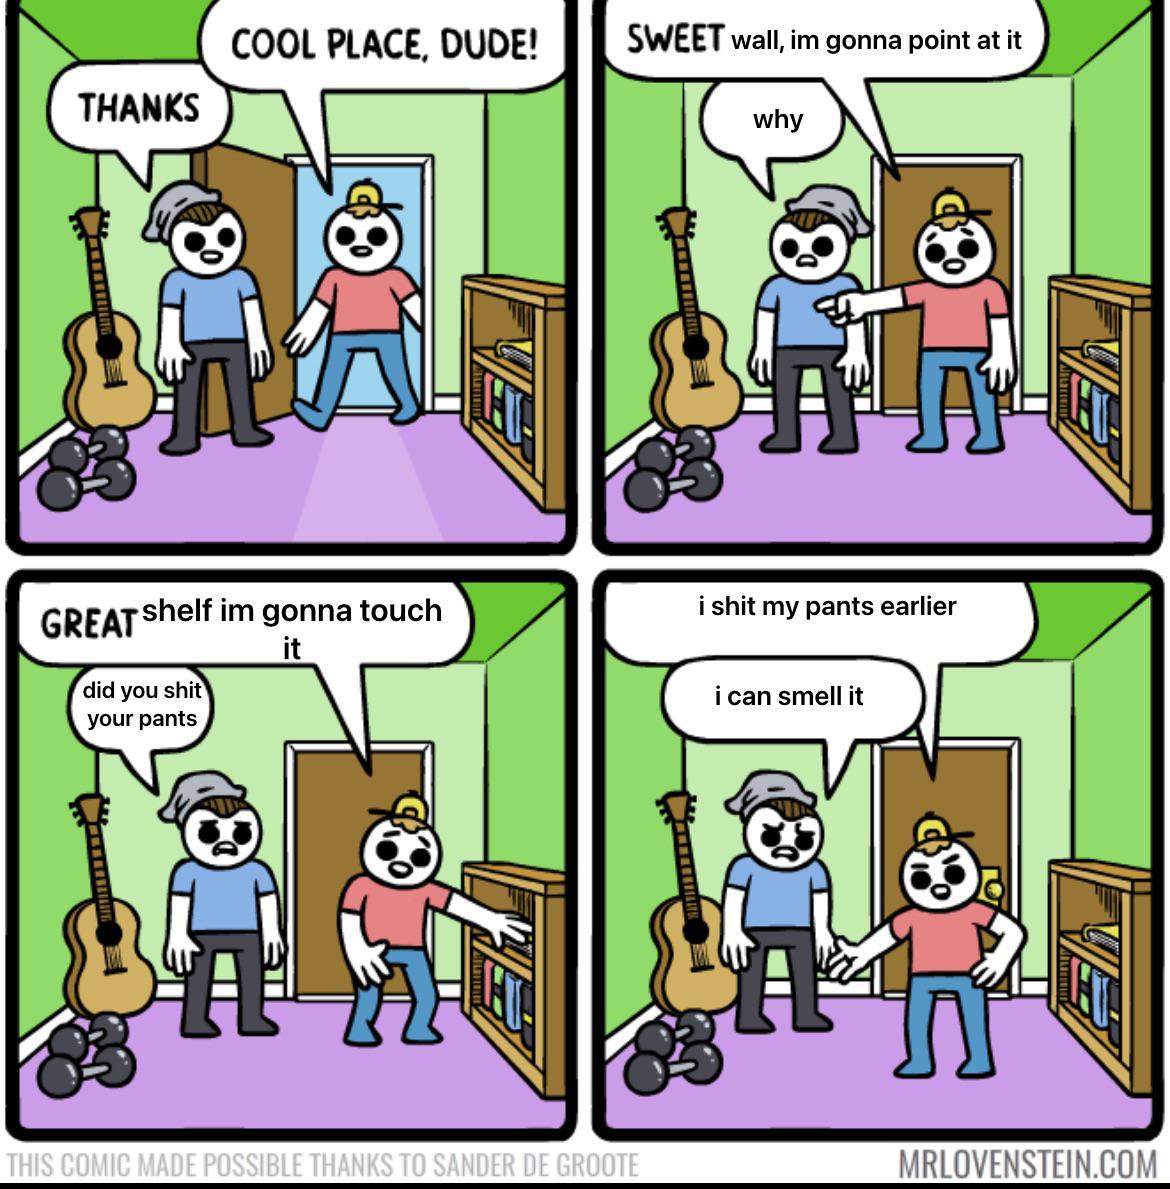 COOL PLACE, DUDE!
THANKS
SWEET wall, im gonna point at it
why
GREAT shelf im gonna touch
it
did you shit
your pants
i shit my pants earlier
i can smell it
THIS COMIC MADE POSSIBLE THANKS TO SANDER DE GROOTE
MRLOVENSTEIN.COM